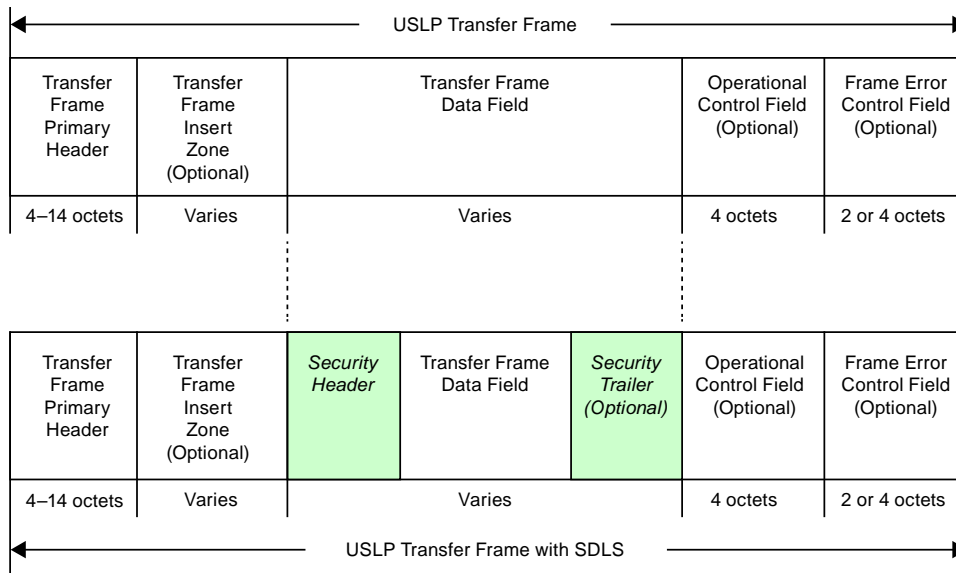 USLP Transfer Frame
Transfer
Frame
Primary
Header
Transfer
Frame
Insert
Zone
(Optional)
Transfer Frame
Data Field
Operational
Control Field
(Optional)
Frame Error
Control Field
(Optional)
4–14 octets
Varies
Varies
4 octets
2 or 4 octets
Transfer
Frame
Primary
Header
Transfer
Frame
Insert
Zone
(Optional)
Security
Header
Transfer Frame
Data Field
Security
Trailer
(Optional)
Operational
Control Field
(Optional)
Frame Error
Control Field
(Optional)
4–14 octets
Varies
Varies
4 octets
2 or 4 octets
USLP Transfer Frame with SDLS